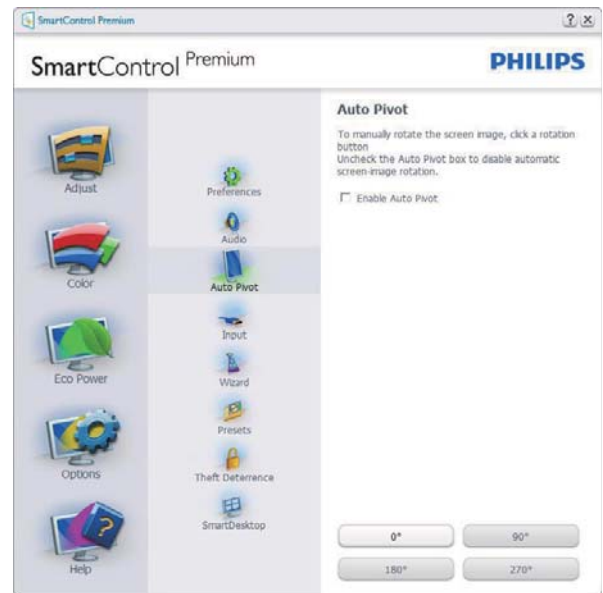 SmartControl Premium
? x
SmartControl Premium
PHILIPS
Adjust
Color
Eco Power
Options
Help
Preferences
Audio
Auto Pivot
Input
Wizard
Presets
Theft Deterrence
SmartDesktop
Auto Pivot
To manually rotate the screen image, click a rotation
button
Uncheck the Auto Pivot box to disable automatic
screen-image rotation.
Enable Auto Pivot
0°
90°
180°
270°